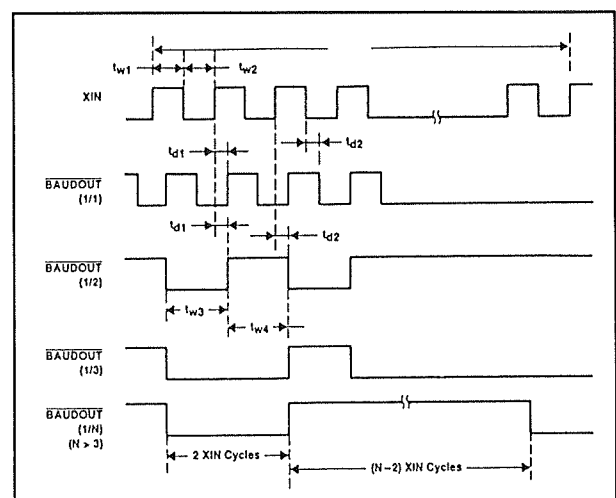 tw1
tw2
XIN
td1
td2
BAUDOUT
(1/1)
td1
td2
BAUDOUT
(1/2)
tw3
tw4
BAUDOUT
(1/3)
BAUDOUT
(1/N)
(N > 3)
2 XIN Cycles
(N–2) XIN Cycles